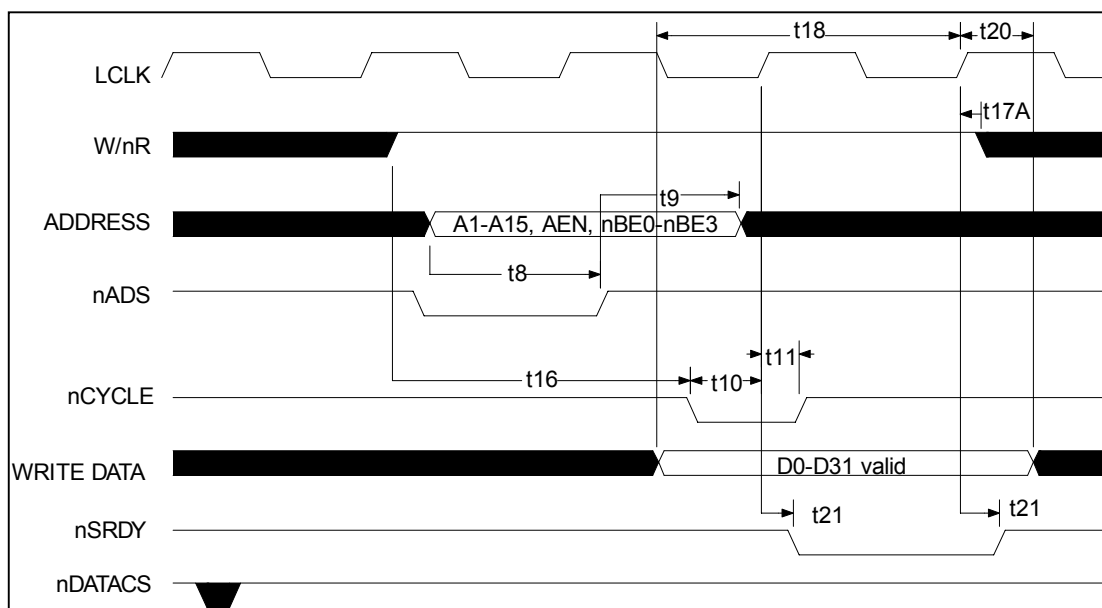 t18
t20
LCLK
t17A
W/nR
t9
ADDRESS
A1-A15, AEN, nBE0-nBE3
t8
nADS
t11
t16
t10
nCYCLE
WRITE DATA
D0-D31 valid
t21
t21
nSRDY
nDATACS